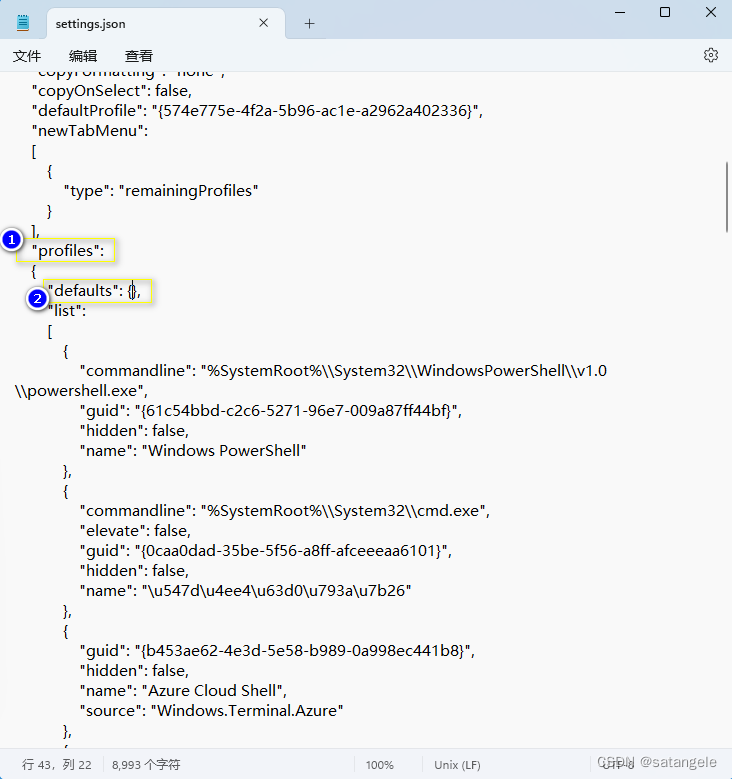 settings.json
文件 编辑 查看
"copyFormatting": "none",
"copyOnSelect": false,
"defaultProfile": "{574e775e-4f2a-5b96-ac1e-a2962a402336}",
"newTabMenu":
[
{
"type": "remainingProfiles"
}
],
1
"profiles":
{
2
"defaults": {},
"list":
[
{
"commandline": "%SystemRoot%\\System32\\WindowsPowerShell\\v1.0
\\powershell.exe",
"guid": "{61c54bbd-c2c6-5271-96e7-009a87ff44bf}",
"hidden": false,
"name": "Windows PowerShell"
},
{
"commandline": "%SystemRoot%\\System32\\cmd.exe",
"elevate": false,
"guid": "{0caa0dad-35be-5f56-a8ff-afceeeaa6101}",
"hidden": false,
"name": "\u547d\u4ee4\u63d0\u793a\u7b26"
},
{
"guid": "{b453ae62-4e3d-5e58-b989-0a998ec441b8}",
"hidden": false,
"name": "Azure Cloud Shell",
"source": "Windows.Terminal.Azure"
},
{
行 43, 列 22 8,993 个字符 100% Unix (LF) UTF-8
CSDN @satangele